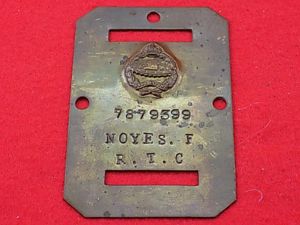 7879399
NOYES. F
R. T. C